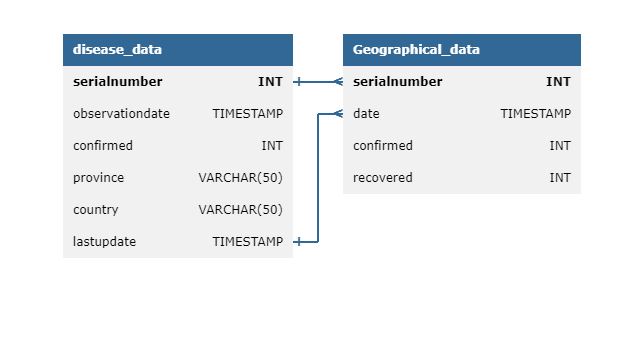 disease_data
serialnumber INT
observationdate TIMESTAMP
confirmed INT
province VARCHAR(50)
country VARCHAR(50)
lastupdate TIMESTAMP
Geographical_data
serialnumber INT
date TIMESTAMP
confirmed INT
recovered INT